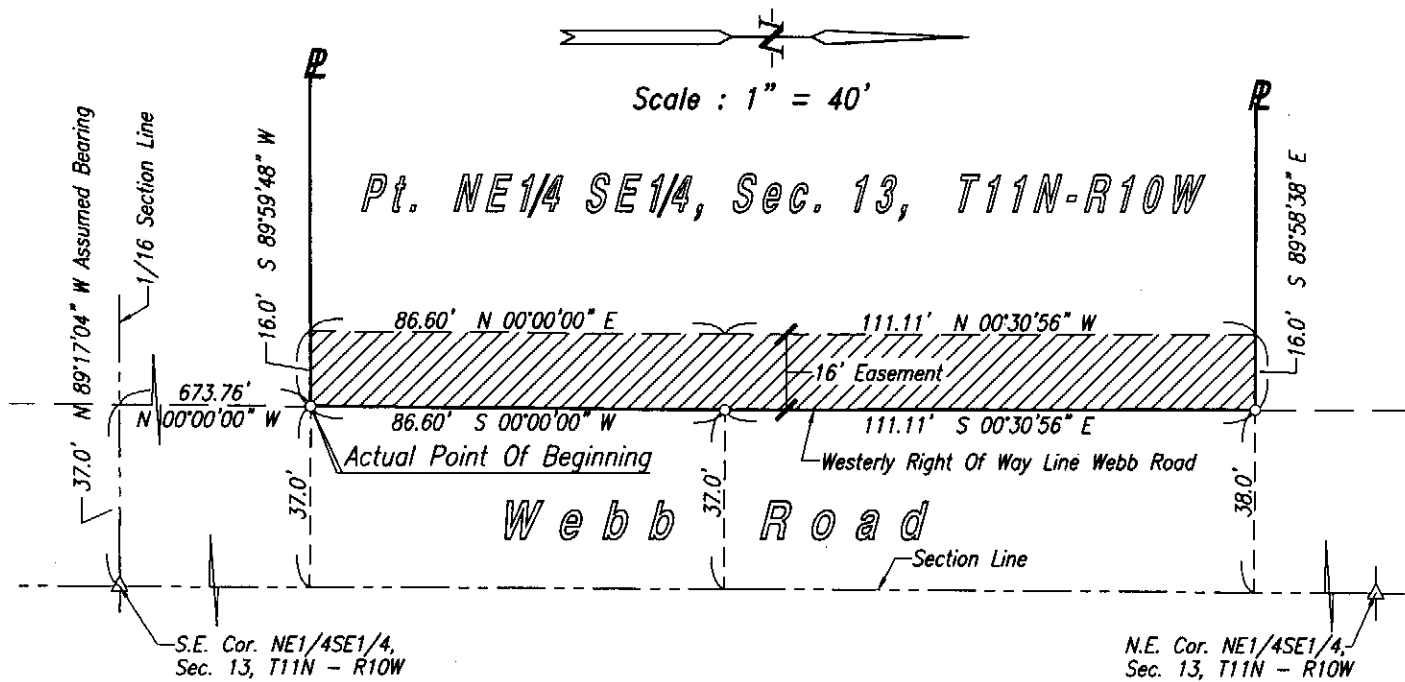 N
Scale : 1" = 40'
PL
PL
Pt. NE1/4 SE1/4, Sec. 13, T11N-R10W
37.0' N 89°17'04" W Assumed Bearing
1/16 Section Line
16.0' S 89°59'48" W
16.0' S 89°58'38" E
86.60' N 00°00'00" E
111.11' N 00°30'56" W
16' Easement
673.76'
N 00°00'00" W
86.60' S 00°00'00" W
111.11' S 00°30'56" E
Actual Point Of Beginning
Westerly Right Of Way Line Webb Road
37.0'
37.0'
38.0'
Webb Road
Section Line
S.E. Cor. NE1/4SE1/4,
Sec. 13, T11N – R10W
N.E. Cor. NE1/4SE1/4,
Sec. 13, T11N – R10W